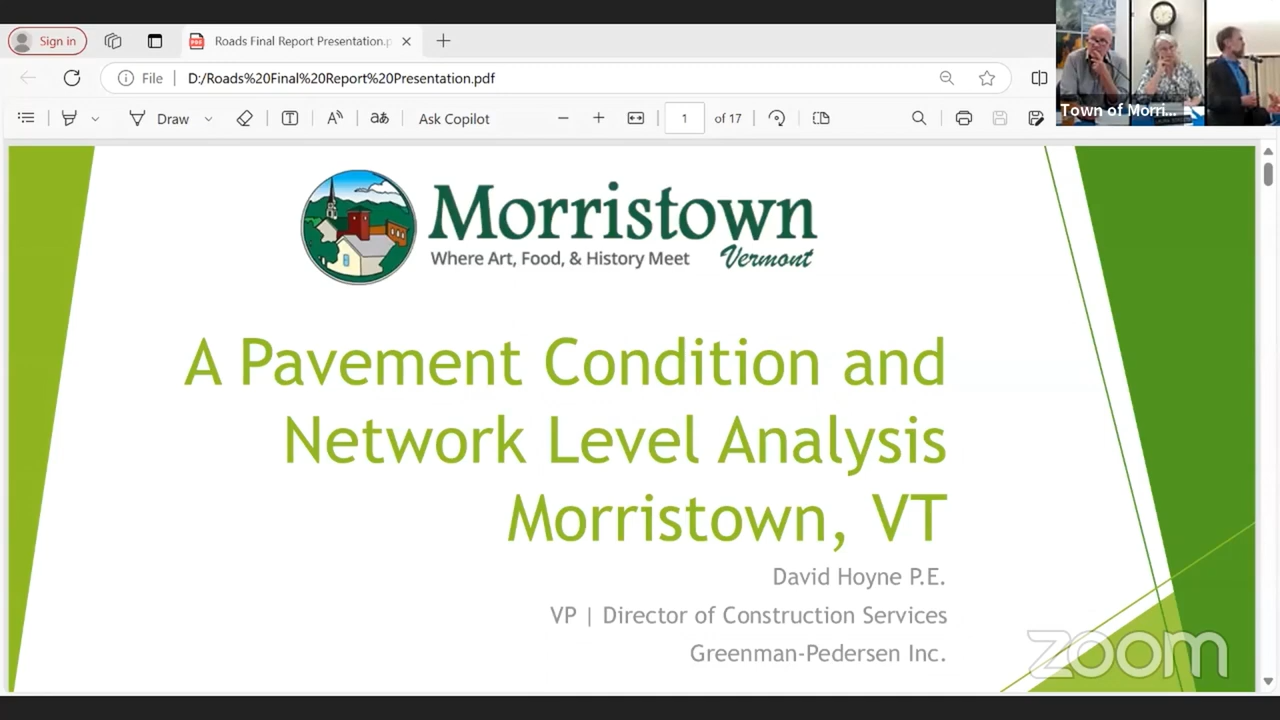 Sign in
Roads Final Report Presentation.p
File
D:/Roads%20Final%20Report%20Presentation.pdf
Draw
Ask Copilot
1
of 17
Town of Morri...
Morristown
Where Art, Food, & History Meet
Vermont
A Pavement Condition and
Network Level Analysis
Morristown, VT
David Hoyne P.E.
VP | Director of Construction Services
Greenman-Pedersen Inc.
zoom